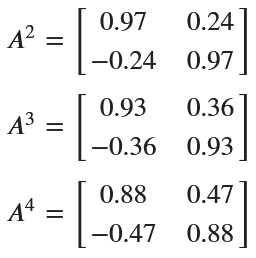 A² = [ 0.97 0.24
−0.24 0.97 ]
A³ = [ 0.93 0.36
−0.36 0.93 ]
A⁴ = [ 0.88 0.47
−0.47 0.88 ]